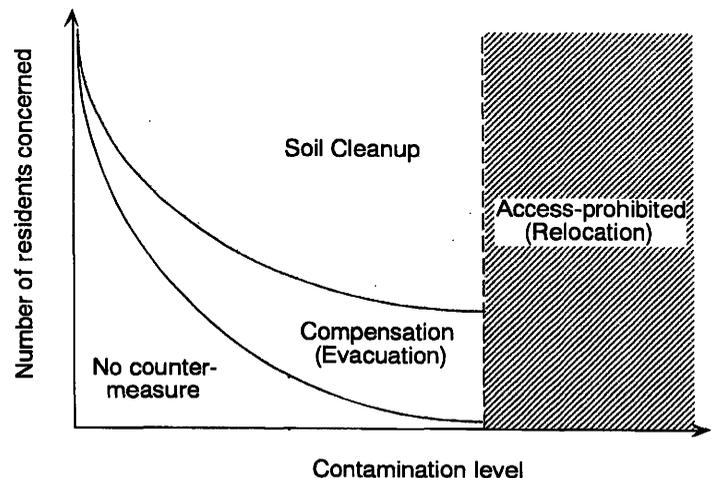 Number of residents concerned
Soil Cleanup
Access-prohibited
(Relocation)
Compensation
(Evacuation)
No counter-
measure
Contamination level